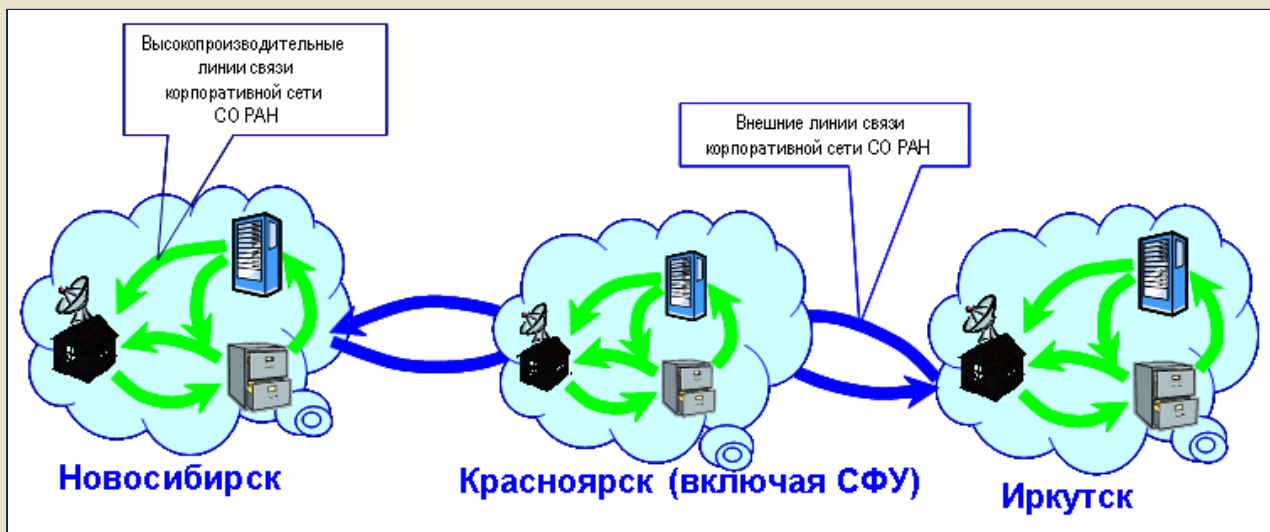 Высокопроизводительные
линии связи
корпоративной сети
СО РАН
Внешние линии связи
корпоративной сети СО РАН
Новосибирск
Красноярск (включая СФУ)
Иркутск